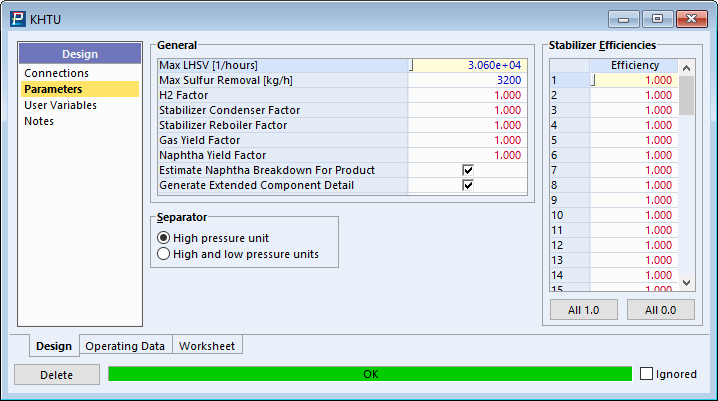 KHTU
Design
Connections
Parameters
User Variables
Notes
General
Max LHSV [1/hours] 3.060e+04
Max Sulfur Removal [kg/h] 3200
H2 Factor 1.000
Stabilizer Condenser Factor 1.000
Stabilizer Reboiler Factor 1.000
Gas Yield Factor 1.000
Naphtha Yield Factor 1.000
Estimate Naphtha Breakdown For Product
Generate Extended Component Detail
Separator
High pressure unit
High and low pressure units
Stabilizer Efficiencies
Efficiency
1 1.000
2 1.000
3 1.000
4 1.000
5 1.000
6 1.000
7 1.000
8 1.000
9 1.000
10 1.000
11 1.000
12 1.000
13 1.000
14 1.000
15 1.000
All 1.0 All 0.0
Design Operating Data Worksheet
Delete OK Ignored